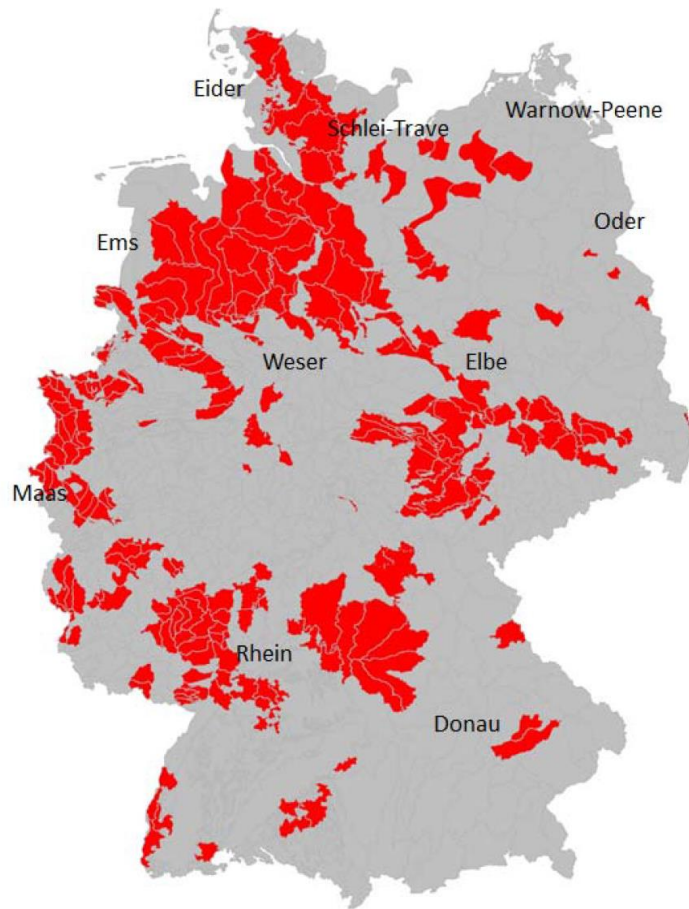 Eider
Schlei-Trave
Warnow-Peene
Ems
Oder
Weser
Elbe
Maas
Rhein
Donau